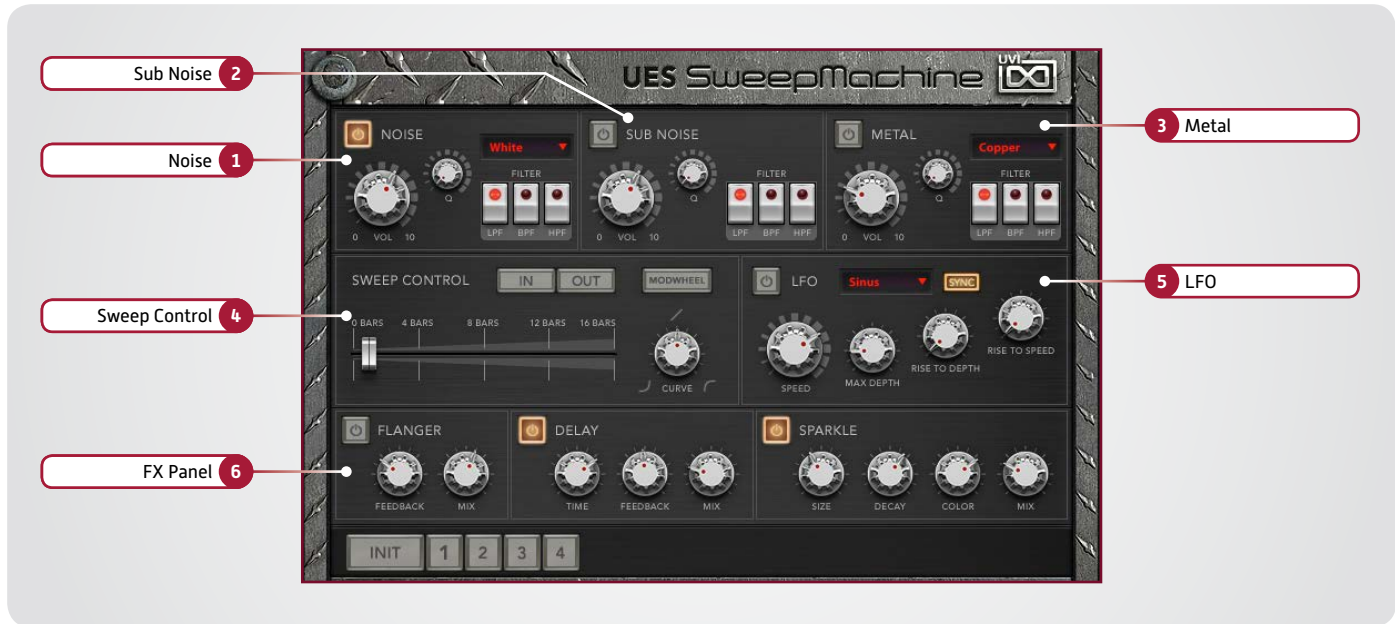 Sub Noise 2
Noise 1
Sweep Control 4
FX Panel 6
3 Metal
5 LFO
UES SweepMachine UVI
NOISE
White
Q
FILTER
0 VOL 10
LPF BPF HPF
SUB NOISE
Q
FILTER
0 VOL 10
LPF BPF HPF
METAL
Copper
Q
FILTER
0 VOL 10
LPF BPF HPF
SWEEP CONTROL IN OUT MODWHEEL
0 BARS 4 BARS 8 BARS 12 BARS 16 BARS
CURVE
LFO Sinus SYNC
SPEED MAX DEPTH RISE TO DEPTH RISE TO SPEED
FLANGER
FEEDBACK MIX
DELAY
TIME FEEDBACK MIX
SPARKLE
SIZE DECAY COLOR MIX
INIT 1 2 3 4